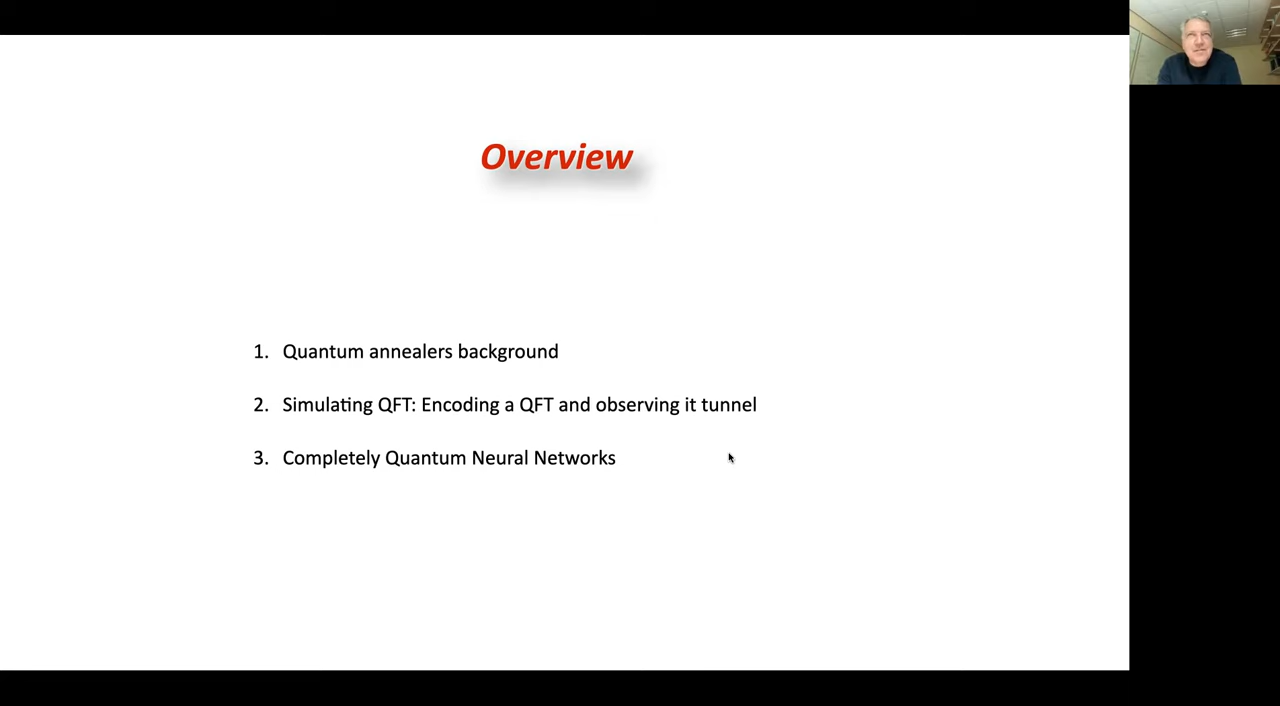 Overview
1. Quantum annealers background
2. Simulating QFT: Encoding a QFT and observing it tunnel
3. Completely Quantum Neural Networks